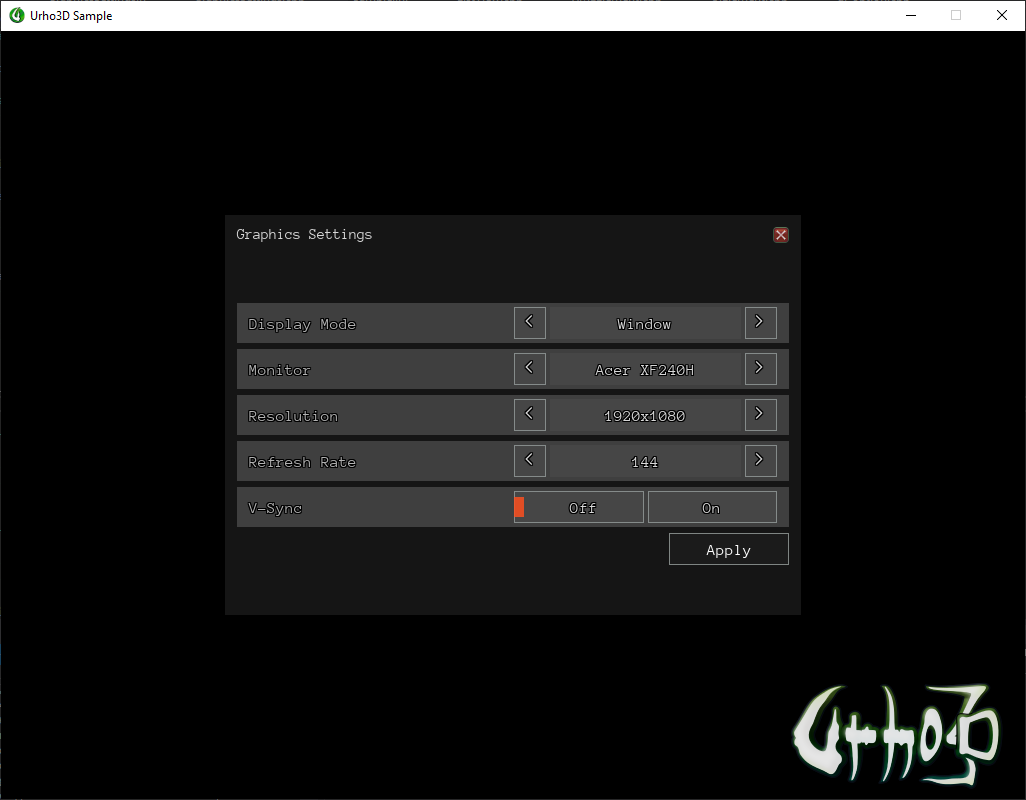 Urho3D Sample
Graphics Settings
Display Mode < Window >
Monitor < Acer XF240H >
Resolution < 1920x1080 >
Refresh Rate < 144 >
V-Sync Off On
Apply
Urho3D